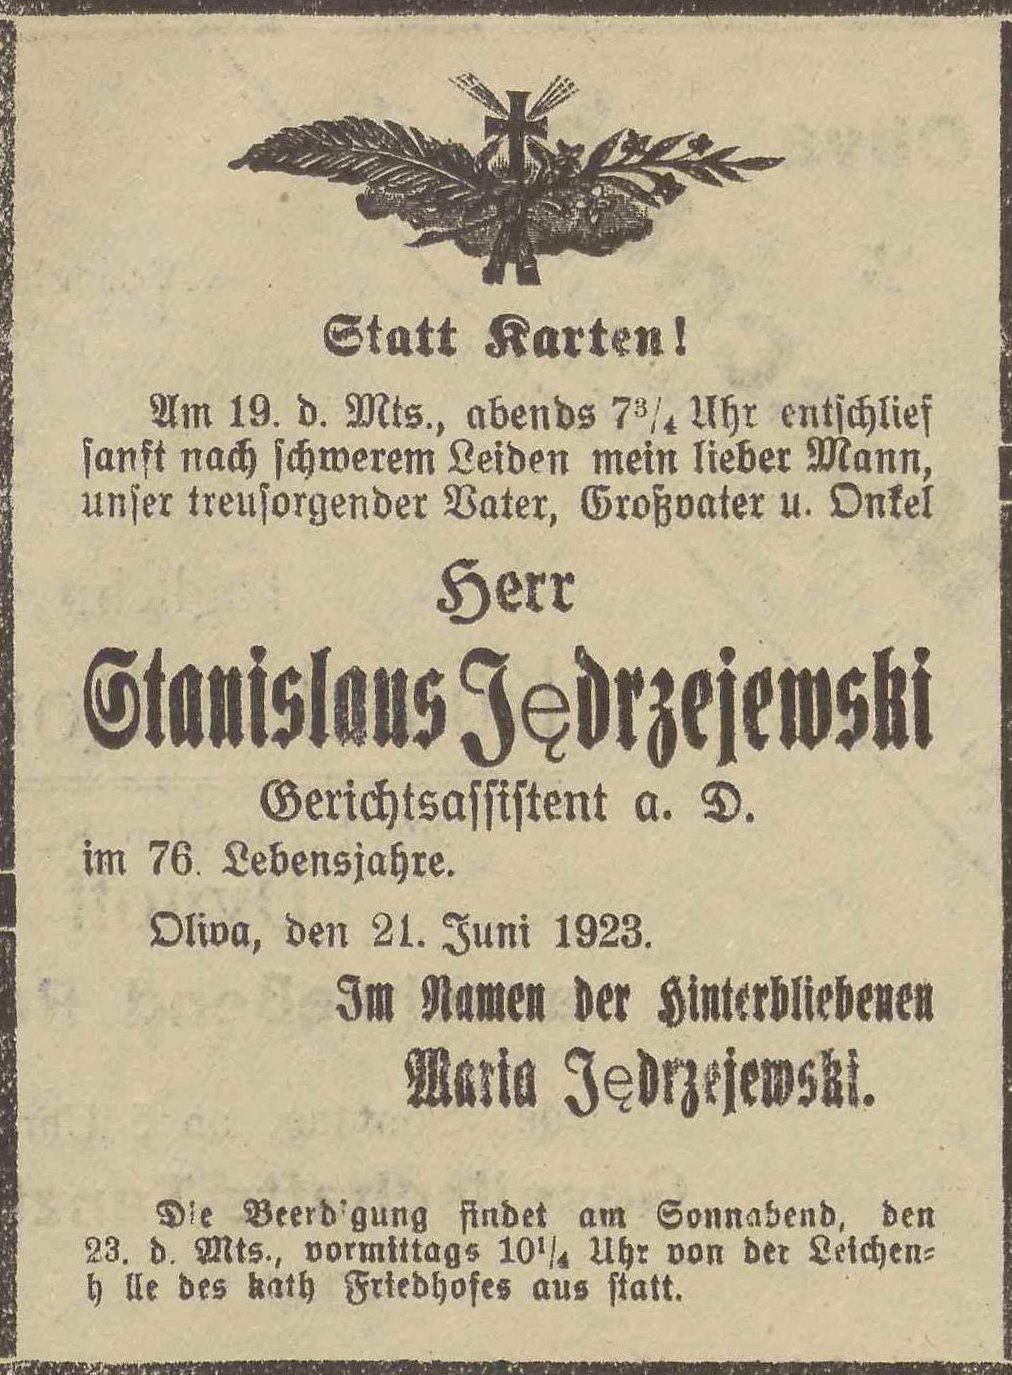 Statt Karten!
Am 19. d. Mts., abends 7¾ Uhr entschlief
sanft nach schwerem Leiden mein lieber Mann,
unser treusorgender Vater, Großvater u. Onkel
Herr
Stanislaus Jędrzejewski
Gerichtsassistent a. D.
im 76. Lebensjahre.
Oliva, den 21. Juni 1923.
Im Namen der Hinterbliebenen
Maria Jędrzejewski.
Die Beerdigung findet am Sonnabend, den
23. d. Mts., vormittags 10¼ Uhr von der Leichen-
h lle des kath Friedhofes aus statt.